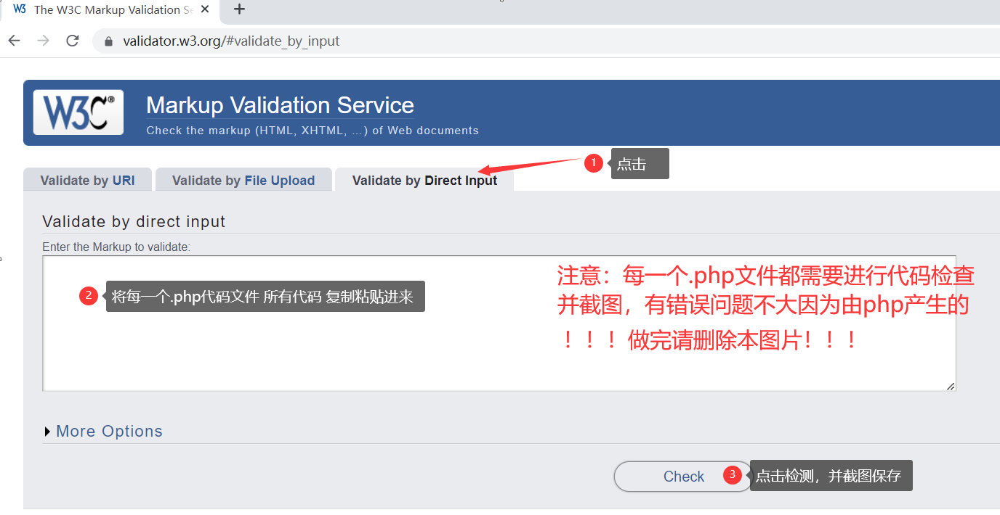 W3 The W3C Markup Validation Se
validator.w3.org/#validate_by_input
W3C®
Markup Validation Service
Check the markup (HTML, XHTML, …) of Web documents
1 点击
Validate by URI Validate by File Upload Validate by Direct Input
Validate by direct input
Enter the Markup to validate:
注意：每一个.php文件都需要进行代码检查
2 将每一个.php代码文件 所有代码 复制粘贴进来
并截图，有错误问题不大因为由php产生的
！！！做完请删除本图片！！！
More Options
Check 3 点击检测，并截图保存